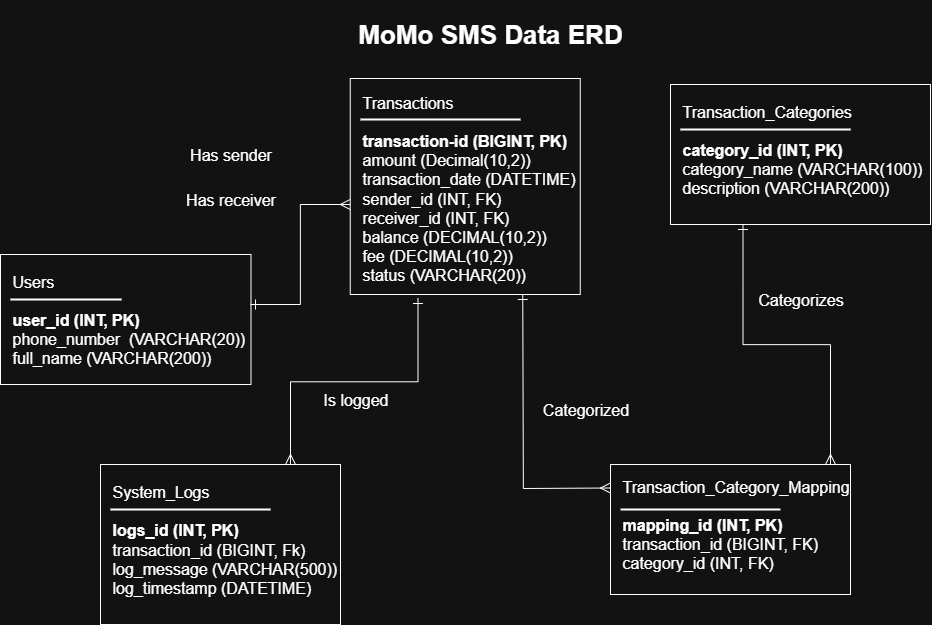 MoMo SMS Data ERD
Transactions
transaction-id (BIGINT, PK)
amount (Decimal(10,2))
transaction_date (DATETIME)
sender_id (INT, FK)
receiver_id (INT, FK)
balance (DECIMAL(10,2))
fee (DECIMAL(10,2))
status (VARCHAR(20))
Transaction_Categories
category_id (INT, PK)
category_name (VARCHAR(100))
description (VARCHAR(200))
Has sender
Has receiver
Users
user_id (INT, PK)
phone_number  (VARCHAR(20))
full_name (VARCHAR(200))
Categorizes
Is logged
Categorized
System_Logs
logs_id (INT, PK)
transaction_id (BIGINT, Fk)
log_message (VARCHAR(500))
log_timestamp (DATETIME)
Transaction_Category_Mapping
mapping_id (INT, PK)
transaction_id (BIGINT, FK)
category_id (INT, FK)